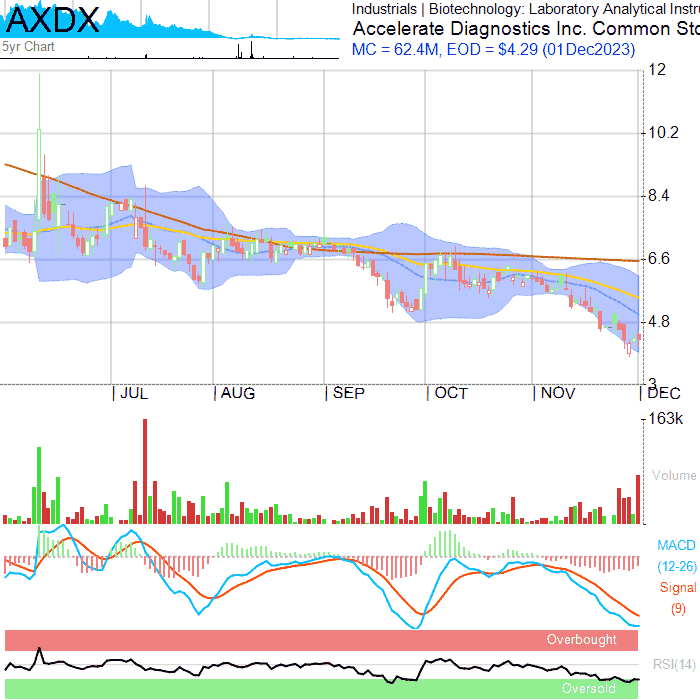 AXDX
5yr Chart
Industrials | Biotechnology: Laboratory Analytical Instru
Accelerate Diagnostics Inc. Common Sto
MC = 62.4M, EOD = $4.29 (01Dec2023)
12
10.2
8.4
6.6
4.8
3
JUL
AUG
SEP
OCT
NOV
DEC
163k
Volume
MACD
(12-26)
Signal
(9)
Overbought
RSI(14)
Oversold